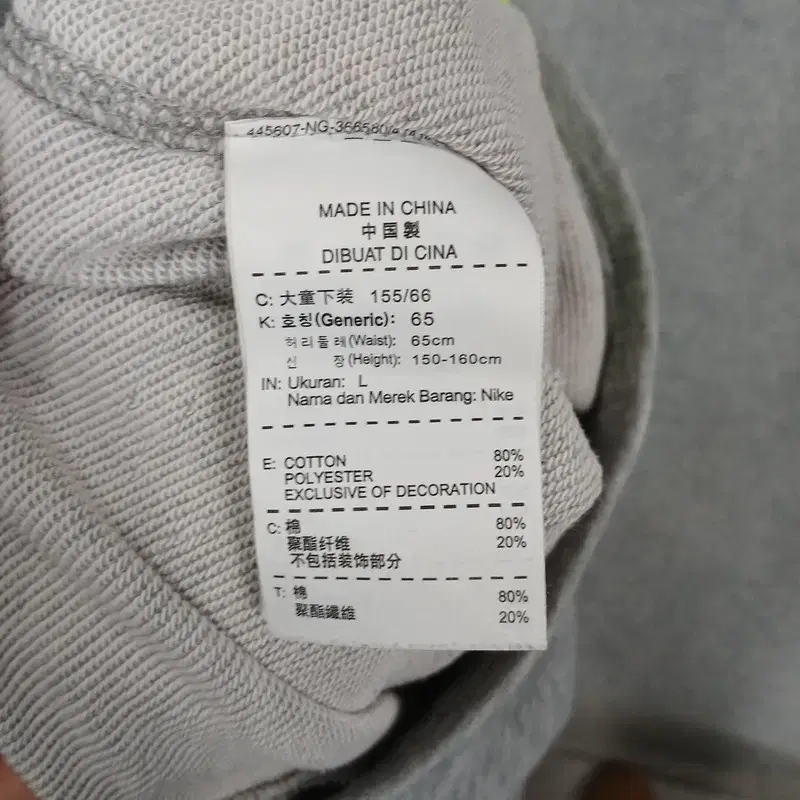 445607-NG-366580
MADE IN CHINA
中国製
DIBUAT DI CINA
C: 大童下装 155/66
K: 호칭(Generic): 65
허리둘레(Waist): 65cm
신 장(Height): 150-160cm
IN: Ukuran: L
Nama dan Merek Barang: Nike
E: COTTON 80%
POLYESTER 20%
EXCLUSIVE OF DECORATION
C: 棉 80%
聚酯纤维 20%
不包括装饰部分
T: 棉 80%
聚酯纖維 20%